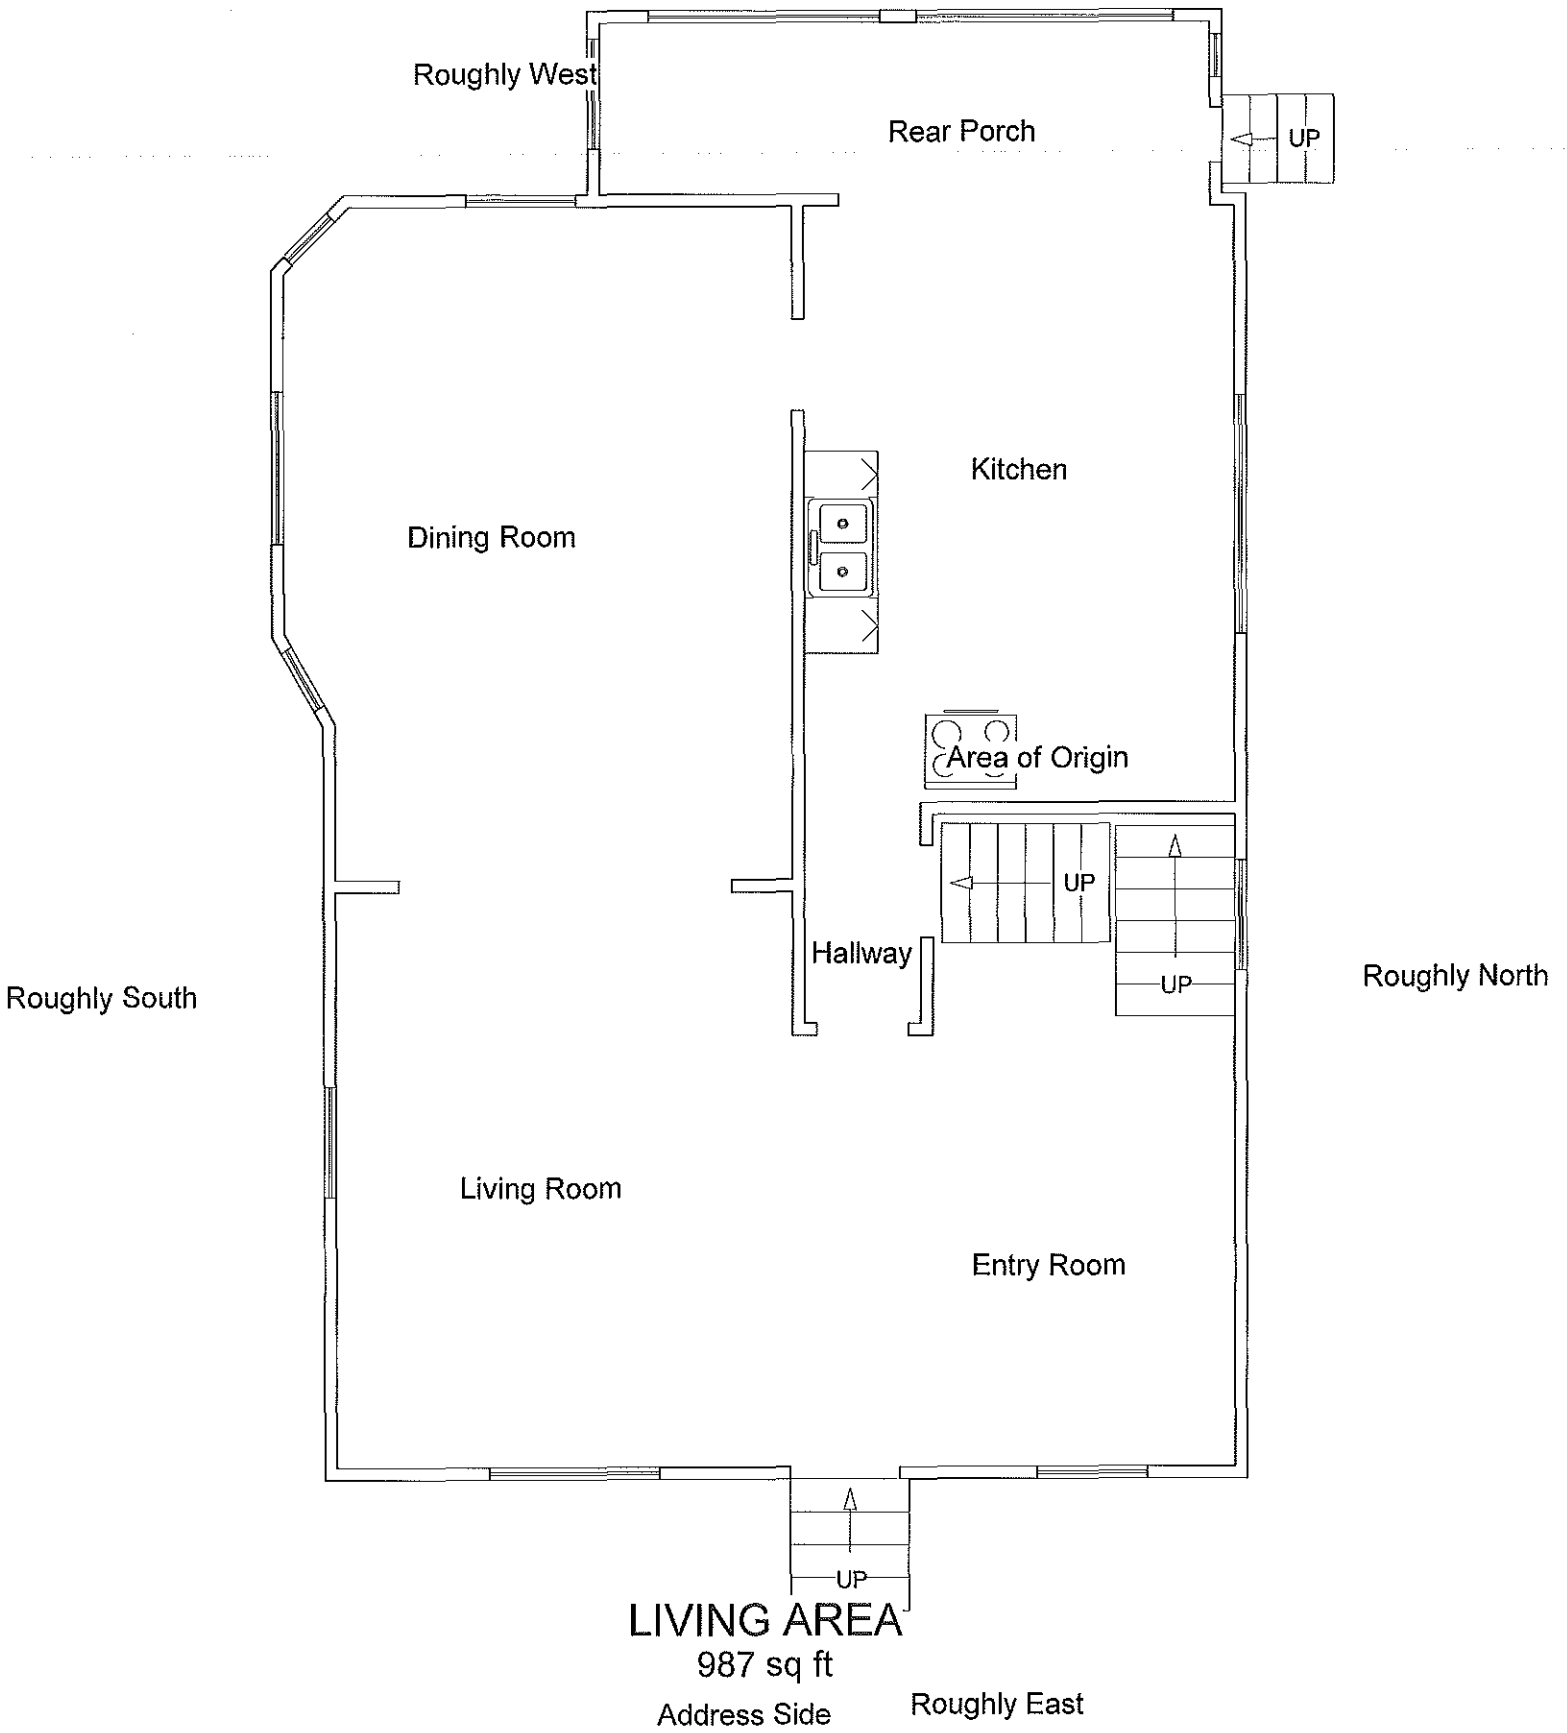 Roughly West
Rear Porch
UP
Kitchen
Dining Room
Area of Origin
UP
Hallway
UP
Roughly North
Roughly South
Living Room
Entry Room
UP
LIVING AREA
987 sq ft
Address Side
Roughly East